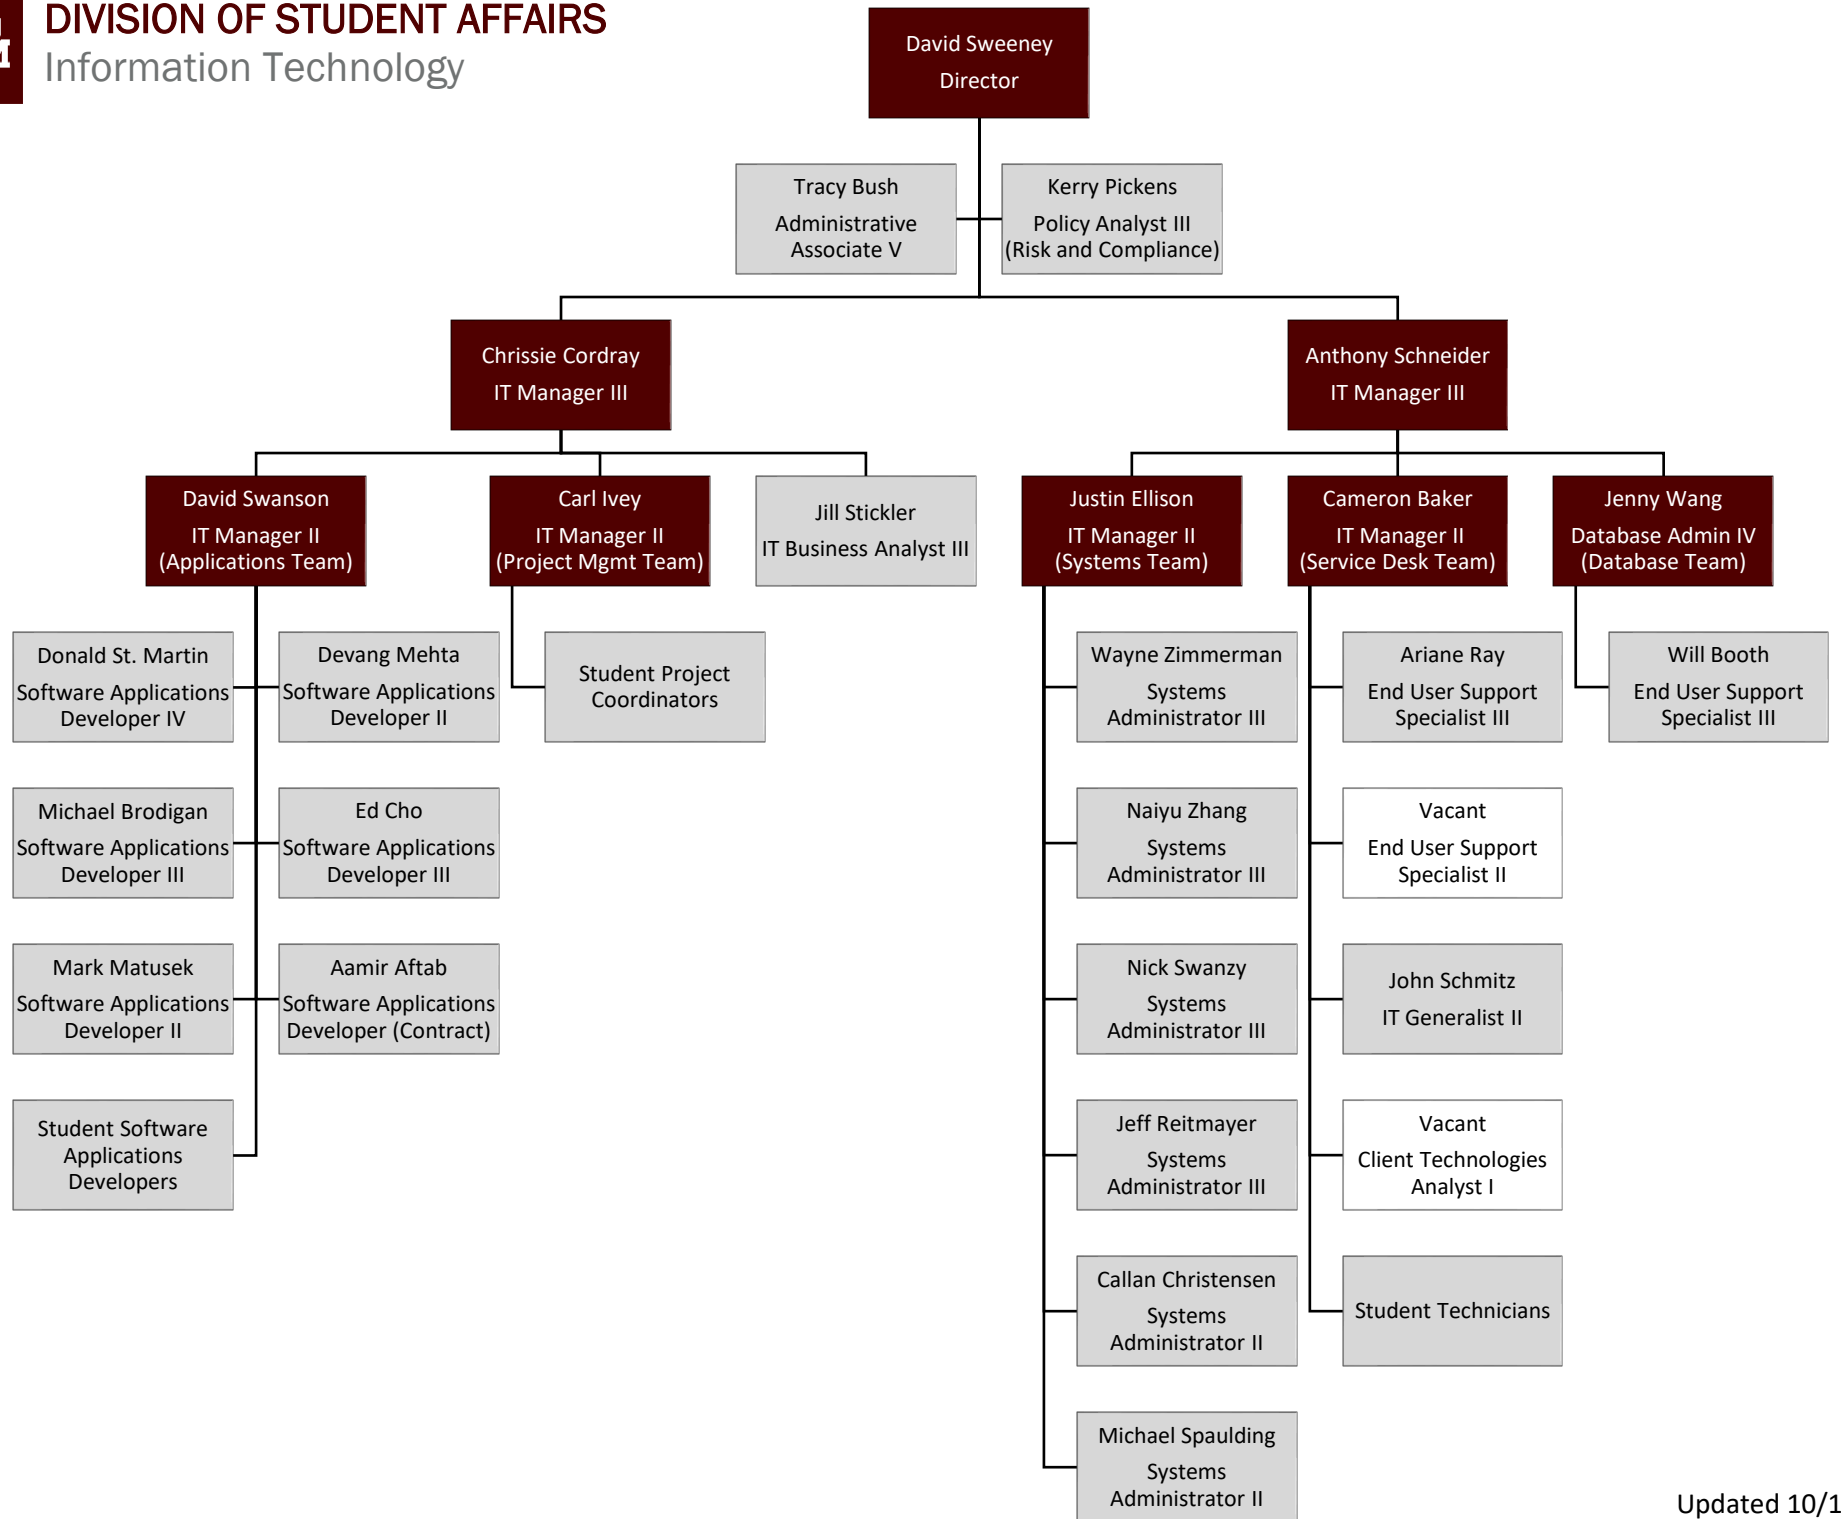 DIVISION OF STUDENT AFFAIRS
Information Technology
David Sweeney
Director
Tracy Bush
Administrative
Associate V
Kerry Pickens
Policy Analyst III
(Risk and Compliance)
Chrissie Cordray
IT Manager III
Anthony Schneider
IT Manager III
David Swanson
IT Manager II
(Applications Team)
Carl Ivey
IT Manager II
(Project Mgmt Team)
Jill Stickler
IT Business Analyst III
Justin Ellison
IT Manager II
(Systems Team)
Cameron Baker
IT Manager II
(Service Desk Team)
Jenny Wang
Database Admin IV
(Database Team)
Donald St. Martin
Software Applications
Developer IV
Devang Mehta
Software Applications
Developer II
Student Project
Coordinators
Wayne Zimmerman
Systems
Administrator III
Ariane Ray
End User Support
Specialist III
Will Booth
End User Support
Specialist III
Michael Brodigan
Software Applications
Developer III
Ed Cho
Software Applications
Developer III
Naiyu Zhang
Systems
Administrator III
Vacant
End User Support
Specialist II
Mark Matusek
Software Applications
Developer II
Aamir Aftab
Software Applications
Developer (Contract)
Nick Swanzy
Systems
Administrator III
John Schmitz
IT Generalist II
Student Software
Applications
Developers
Jeff Reitmayer
Systems
Administrator III
Vacant
Client Technologies
Analyst I
Callan Christensen
Systems
Administrator II
Student Technicians
Michael Spaulding
Systems
Administrator II
Updated 10/1